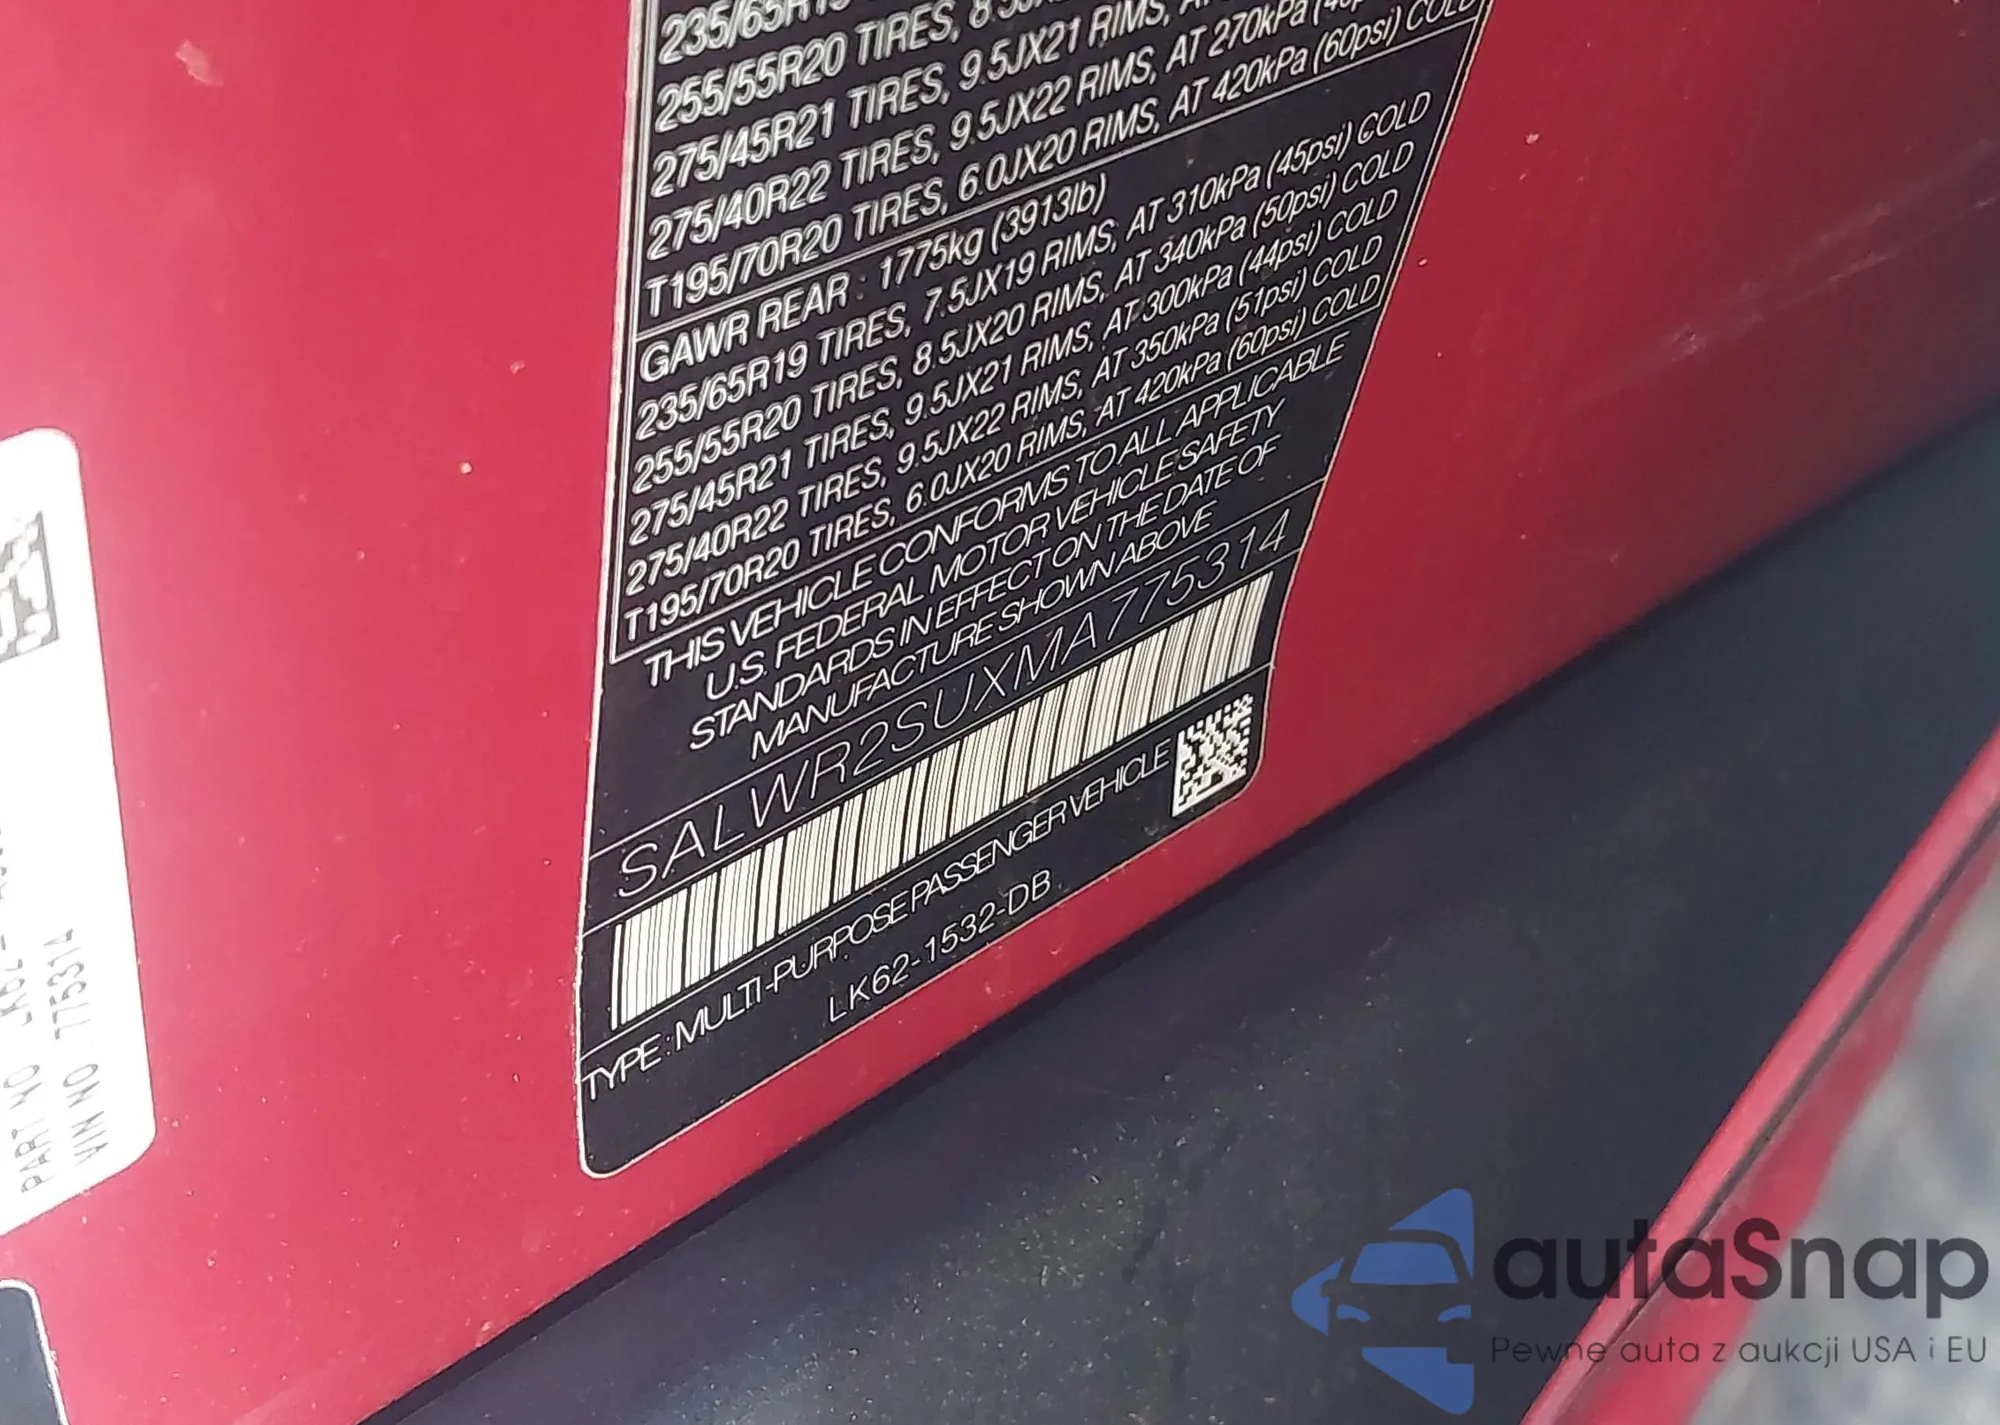 235/65R19
255/55R20 TIRES,
275/45R21 TIRES, 9.5JX21 RIMS,
275/40R22 TIRES, 9.5JX22 RIMS, AT 270kPa
T195/70R20 TIRES, 6.0JX20 RIMS, AT 420kPa (60psi) COLD
GAWR REAR : 1775kg (3913lb)
235/65R19 TIRES, 7.5JX19 RIMS, AT 310kPa (45psi) COLD
255/55R20 TIRES, 8.5JX20 RIMS, AT 340kPa (50psi) COLD
275/45R21 TIRES, 9.5JX21 RIMS, AT 300kPa (44psi) COLD
275/40R22 TIRES, 9.5JX22 RIMS, AT 350kPa (51psi) COLD
T195/70R20 TIRES, 6.0JX20 RIMS, AT 420kPa (60psi) COLD
THIS VEHICLE CONFORMS TO ALL APPLICABLE
U.S. FEDERAL MOTOR VEHICLE SAFETY
STANDARDS IN EFFECT ON THE DATE OF
MANUFACTURE SHOWN ABOVE
SALWR2SUXMA775314
TYPE : MULTI-PURPOSE PASSENGER VEHICLE
LK62-1532-DB
PART NO LK62-
VIN NO 775314
autaSnap
Pewne auta z aukcji USA i EU